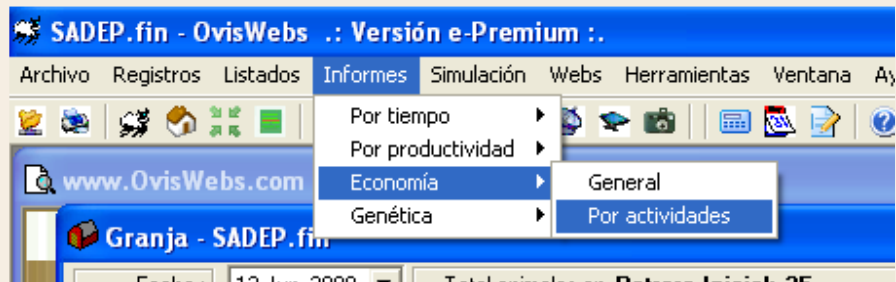 SADEP.fin - OvisWebs .: Versión e-Premium :.
Archivo Registros Listados Informes Simulación Webs Herramientas Ventana Ay
Por tiempo
Por productividad
www.OvisWebs.com
Economía
General
Genética
Por actividades
Granja - SADEP.fin